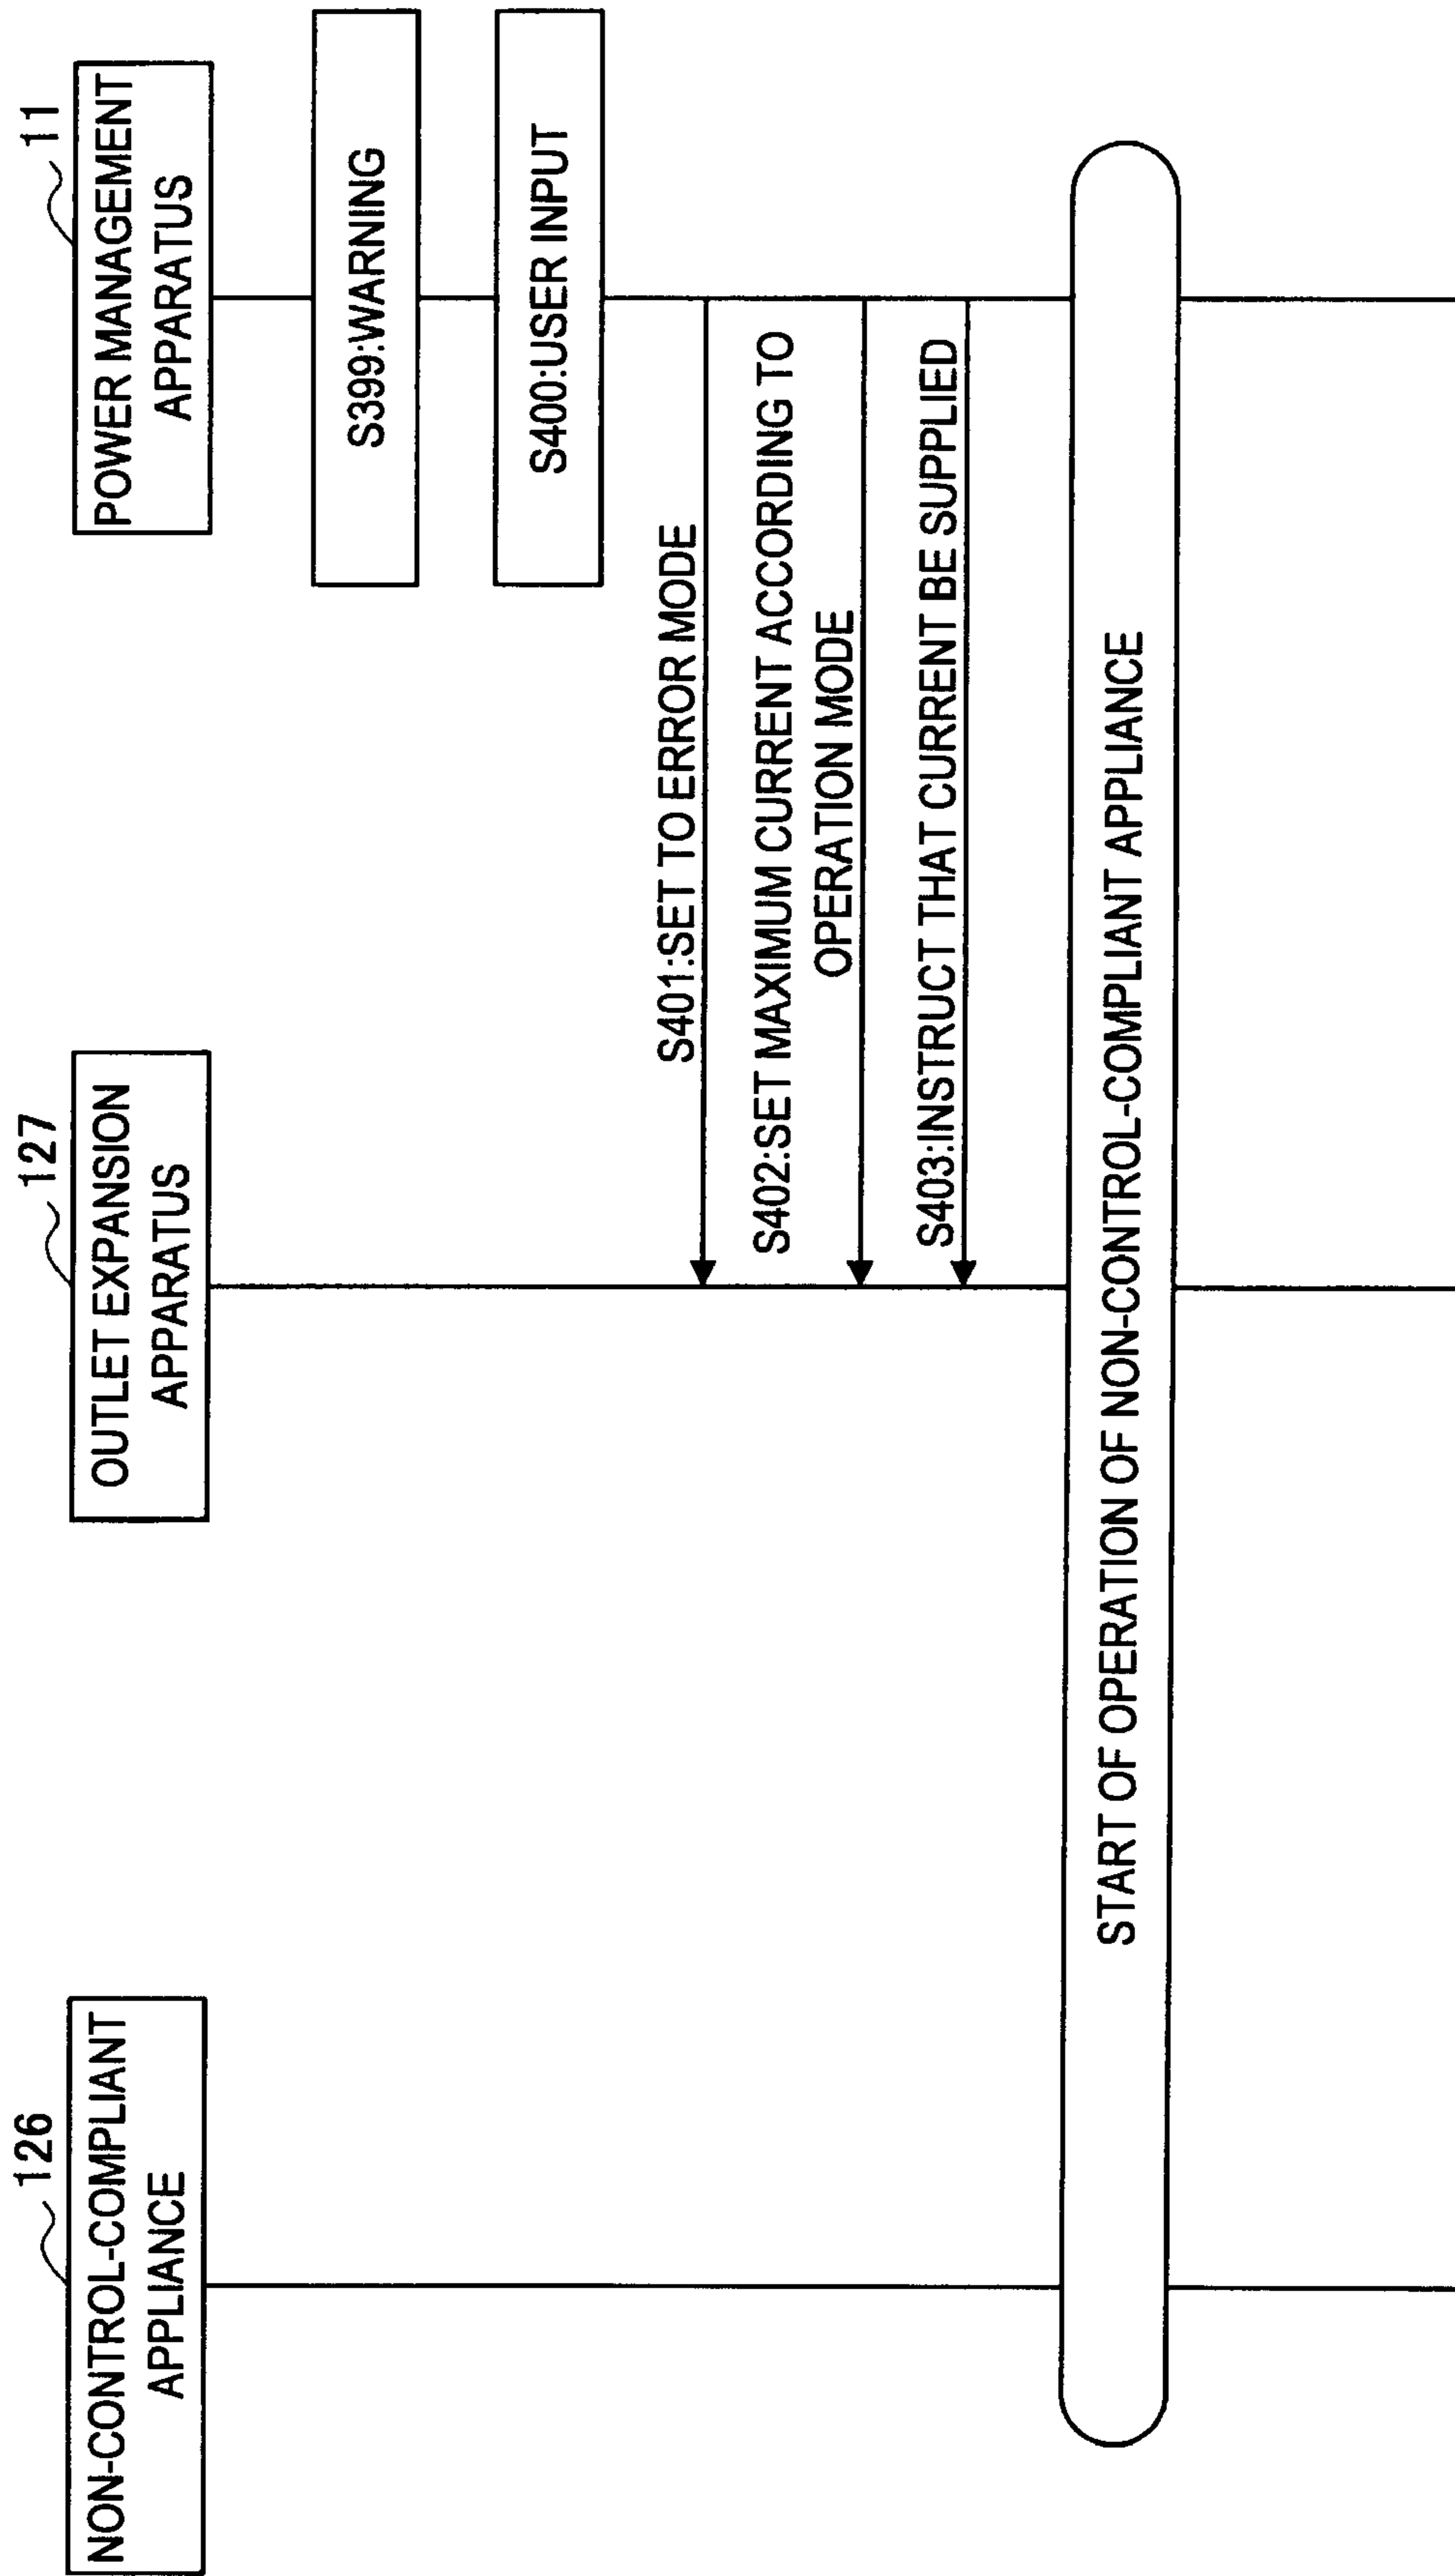 126
NON-CONTROL-COMPLIANT
APPLIANCE
127
OUTLET EXPANSION
APPARATUS
11
POWER MANAGEMENT
APPARATUS
S399:WARNING
S400:USER INPUT
S401:SET TO ERROR MODE
S402:SET MAXIMUM CURRENT ACCORDING TO
OPERATION MODE
S403:INSTRUCT THAT CURRENT BE SUPPLIED
START OF OPERATION OF NON-CONTROL-COMPLIANT APPLIANCE